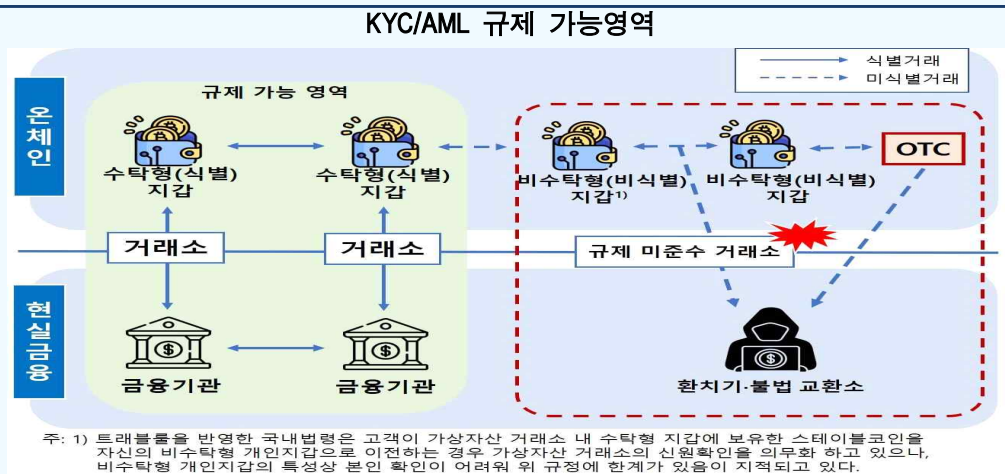 KYC/AML 규제 가능영역
식별거래
미식별거래
온체인
규제 가능 영역
수탁형(식별)
지갑
수탁형(식별)
지갑
비수탁형(비식별)
지갑1)
비수탁형(비식별)
지갑
OTC
거래소
거래소
규제 미준수 거래소
현실금융
금융기관
금융기관
환치기·불법 교환소
주: 1) 트래블룰을 반영한 국내법령은 고객이 가상자산 거래소 내 수탁형 지갑에 보유한 스테이블코인을
자신의 비수탁형 개인지갑으로 이전하는 경우 가상자산 거래소의 신원확인을 의무화 하고 있으나,
비수탁형 개인지갑의 특성상 본인 확인이 어려워 위 규정에 한계가 있음이 지적되고 있다.